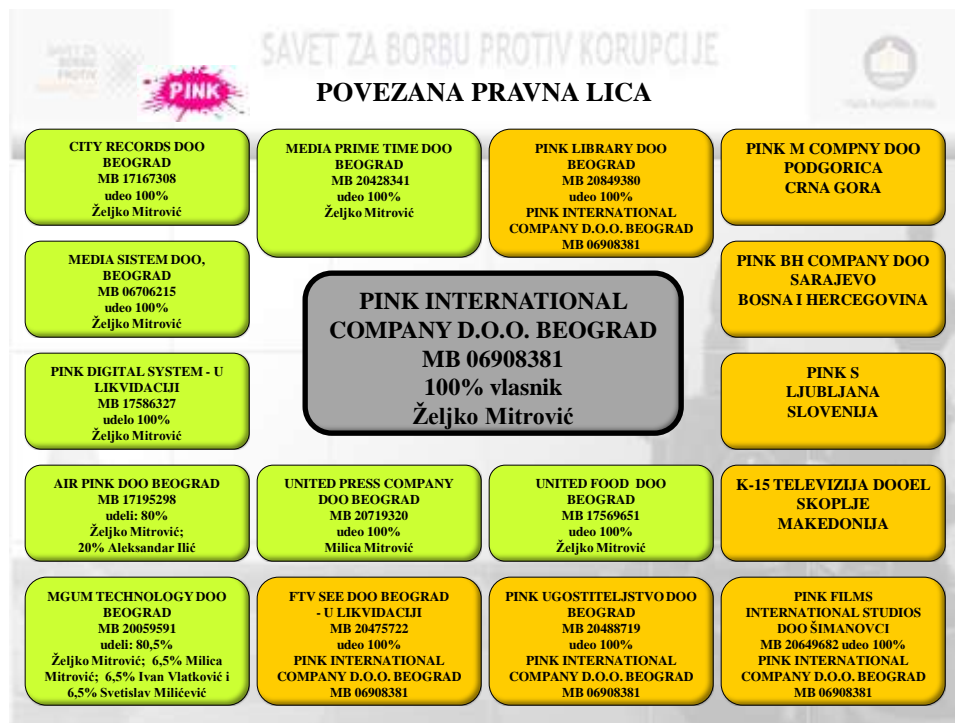 SAVET ZA BORBU PROTIV KORUPCIJE
SAVET ZA
BORBU
PROTIV
PINK
POVEZANA PRAVNA LICA
CITY RECORDS DOO
BEOGRAD
MB 17167308
udeo 100%
Željko Mitrović
MEDIA PRIME TIME DOO
BEOGRAD
MB 20428341
udeo 100%
Željko Mitrović
PINK LIBRARY DOO
BEOGRAD
MB 20849380
udeo 100%
PINK INTERNATIONAL
COMPANY D.O.O. BEOGRAD
MB 06908381
PINK M COMPNY DOO
PODGORICA
CRNA GORA
MEDIA SISTEM DOO,
BEOGRAD
MB 06706215
udeo 100%
Željko Mitrović
PINK INTERNATIONAL
COMPANY D.O.O. BEOGRAD
MB 06908381
100% vlasnik
Željko Mitrović
PINK BH COMPANY DOO
SARAJEVO
BOSNA I HERCEGOVINA
PINK DIGITAL SYSTEM - U
LIKVIDACIJI
MB 17586327
udelo 100%
Željko Mitrović
PINK S
LJUBLJANA
SLOVENIJA
AIR PINK DOO BEOGRAD
MB 17195298
udeli: 80%
Željko Mitrović;
20% Aleksandar Ilić
UNITED PRESS COMPANY
DOO BEOGRAD
MB 20719320
udeo 100%
Milica Mitrović
UNITED FOOD DOO
BEOGRAD
MB 17569651
udeo 100%
Željko Mitrović
K-15 TELEVIZIJA DOOEL
SKOPLJE
MAKEDONIJA
MGUM TECHNOLOGY DOO
BEOGRAD
MB 20059591
udeli: 80,5%
Željko Mitrović; 6,5% Milica
Mitrović; 6,5% Ivan Vlatković i
6,5% Svetislav Milićević
FTV SEE DOO BEOGRAD
- U LIKVIDACIJI
MB 20475722
udeo 100%
PINK INTERNATIONAL
COMPANY D.O.O. BEOGRAD
MB 06908381
PINK UGOSTITELJSTVO DOO
BEOGRAD
MB 20488719
udeo 100%
PINK INTERNATIONAL
COMPANY D.O.O. BEOGRAD
MB 06908381
PINK FILMS
INTERNATIONAL STUDIOS
DOO ŠIMANOVCI
MB 20649682 udeo 100%
PINK INTERNATIONAL
COMPANY D.O.O. BEOGRAD
MB 06908381